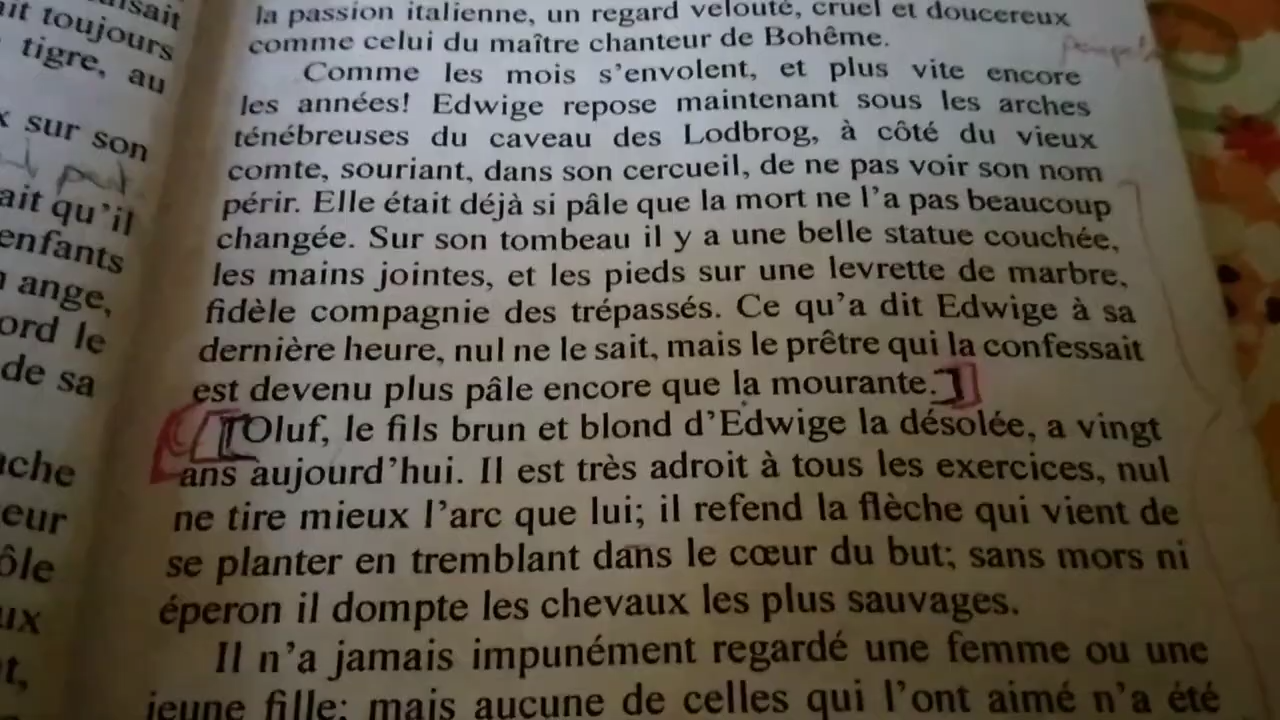 sait
ait toujours
tigre, au
x sur son
ait qu'il
enfants
ange,
ord le
de sa
che
eur
ôle
ux
t,
la passion italienne, un regard velouté, cruel et doucereux
comme celui du maître chanteur de Bohême.
Comme les mois s'envolent, et plus vite encore
les années! Edwige repose maintenant sous les arches
ténébreuses du caveau des Lodbrog, à côté du vieux
comte, souriant, dans son cercueil, de ne pas voir son nom
périr. Elle était déjà si pâle que la mort ne l'a pas beaucoup
changée. Sur son tombeau il y a une belle statue couchée,
les mains jointes, et les pieds sur une levrette de marbre,
fidèle compagnie des trépassés. Ce qu'a dit Edwige à sa
dernière heure, nul ne le sait, mais le prêtre qui la confessait
est devenu plus pâle encore que la mourante.
Oluf, le fils brun et blond d'Edwige la désolée, a vingt
ans aujourd'hui. Il est très adroit à tous les exercices, nul
ne tire mieux l'arc que lui; il refend la flèche qui vient de
se planter en tremblant dans le cœur du but; sans mors ni
éperon il dompte les chevaux les plus sauvages.
Il n'a jamais impunément regardé une femme ou une
jeune fille; mais aucune de celles qui l'ont aimé n'a été